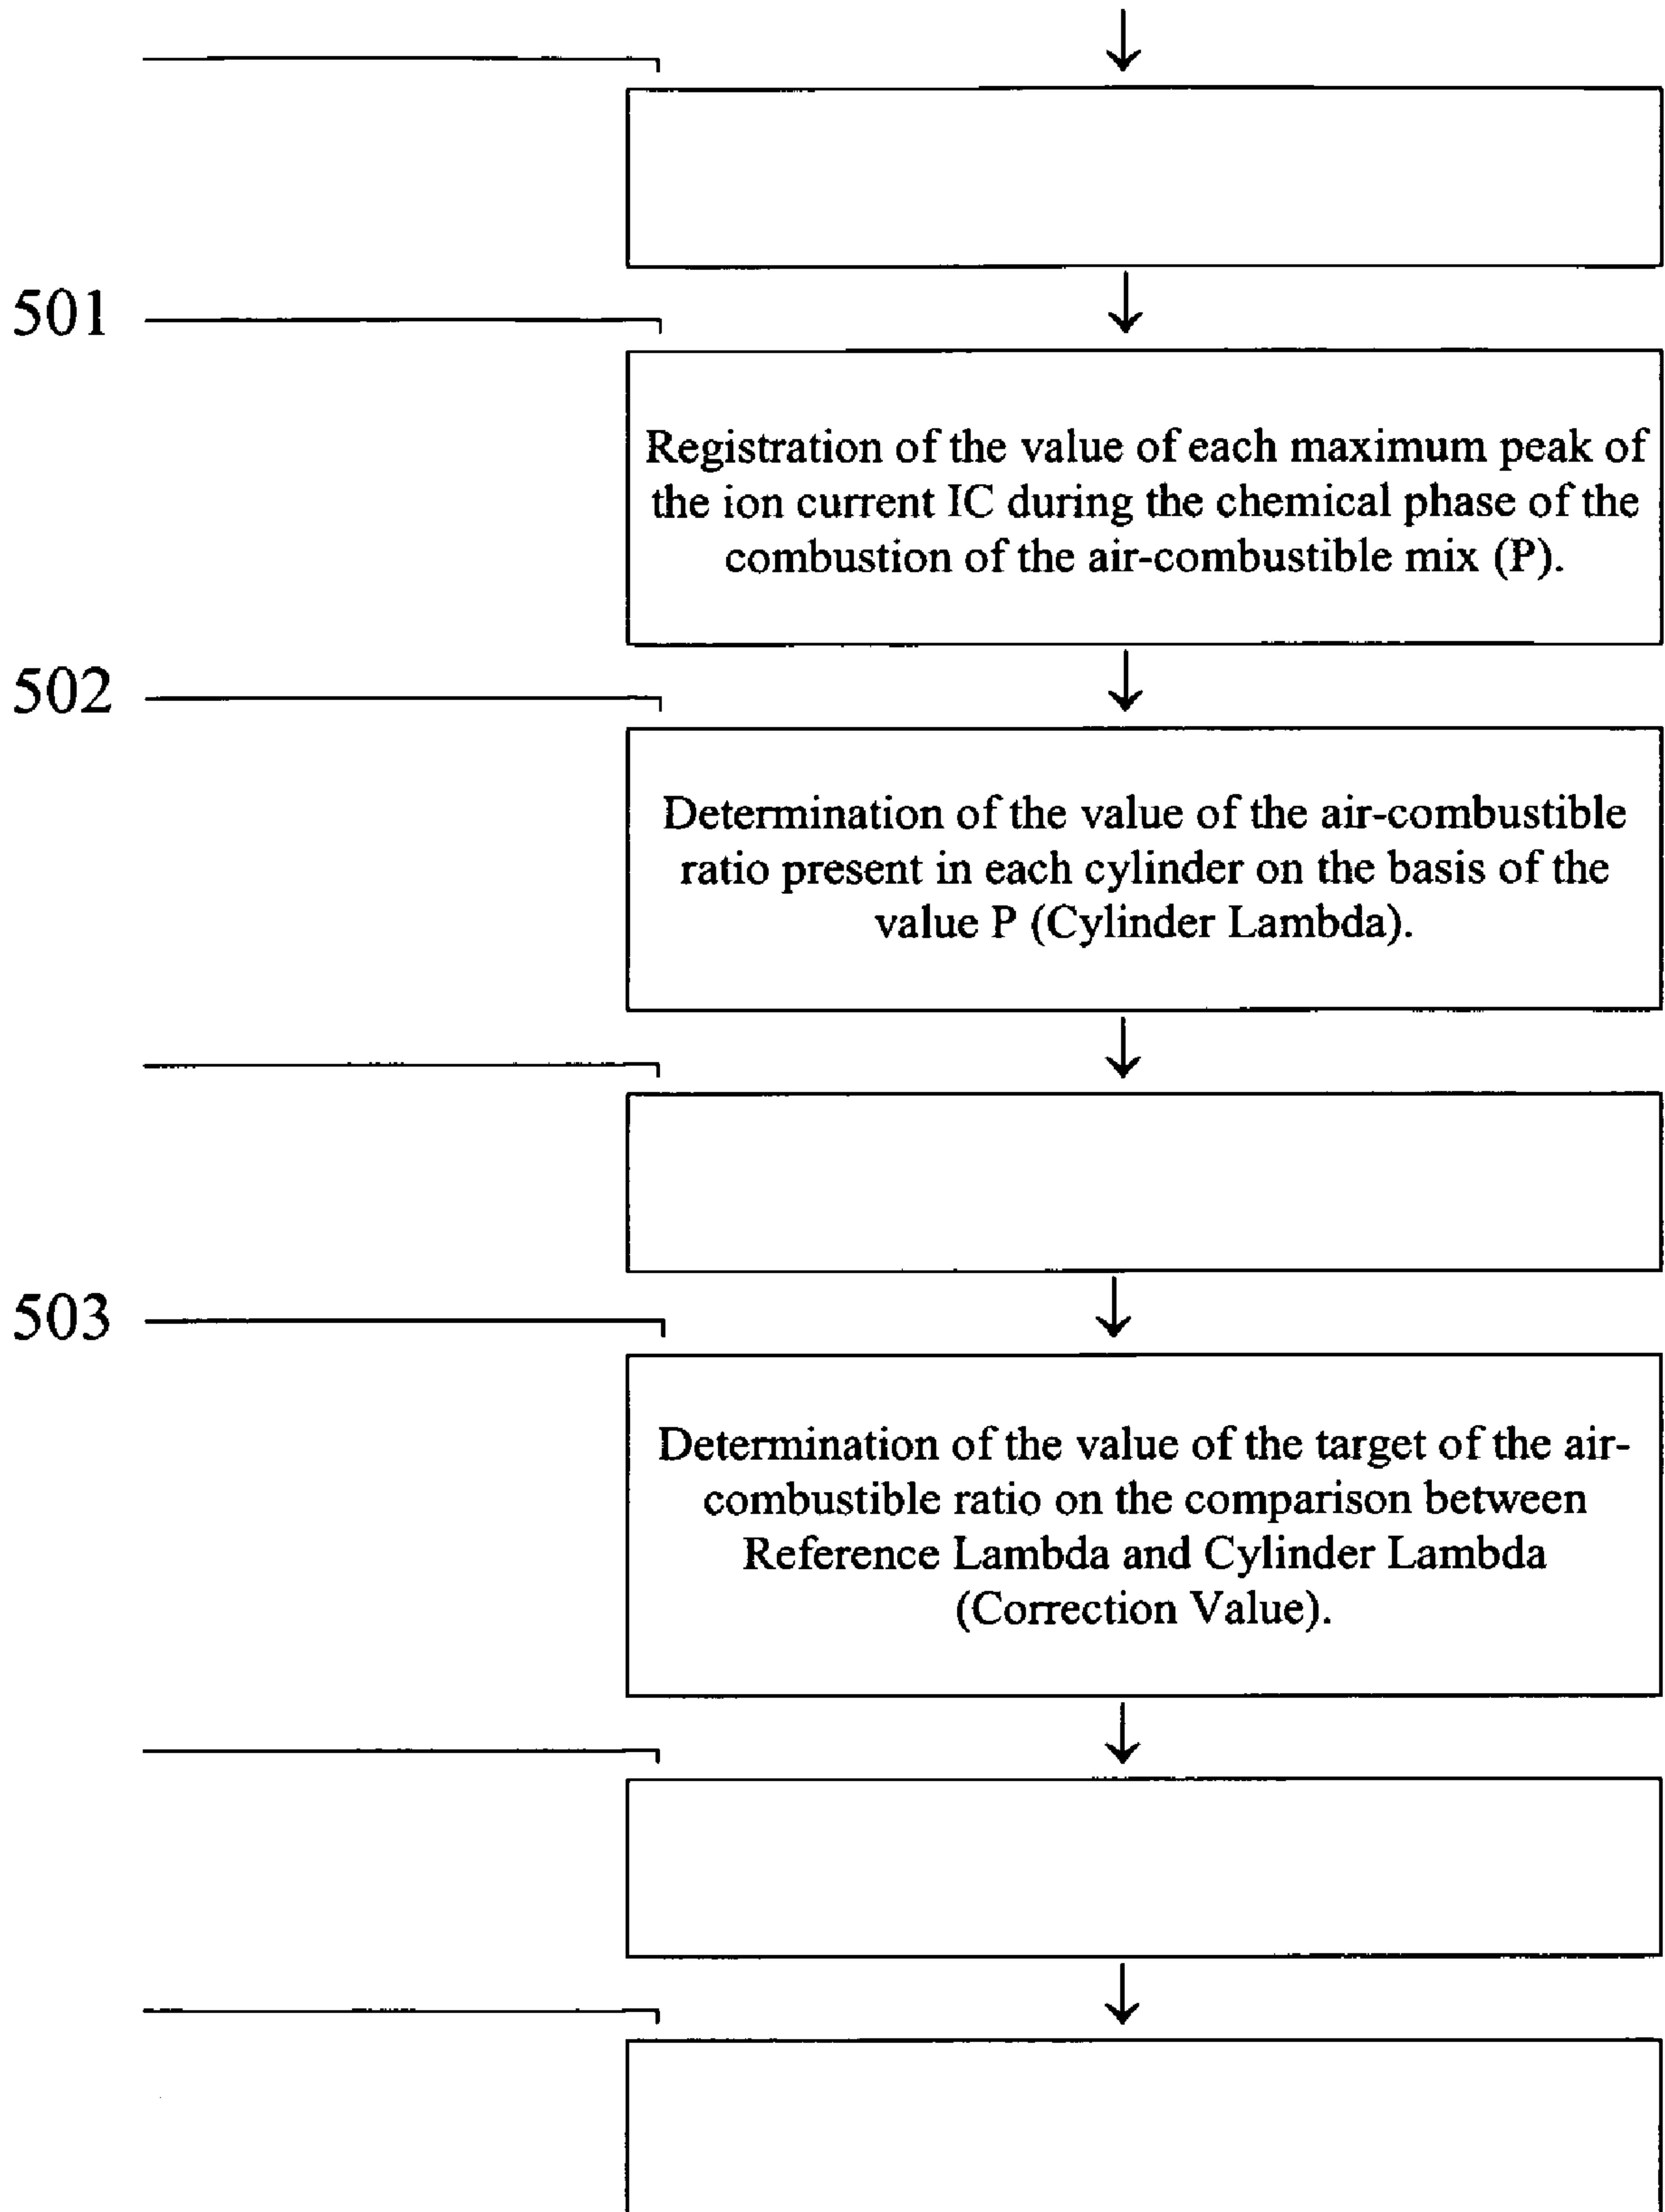 501
Registration of the value of each maximum peak of
the ion current IC during the chemical phase of the
combustion of the air-combustible mix (P).
502
Determination of the value of the air-combustible
ratio present in each cylinder on the basis of the
value P (Cylinder Lambda).
503
Determination of the value of the target of the air-
combustible ratio on the comparison between
Reference Lambda and Cylinder Lambda
(Correction Value).